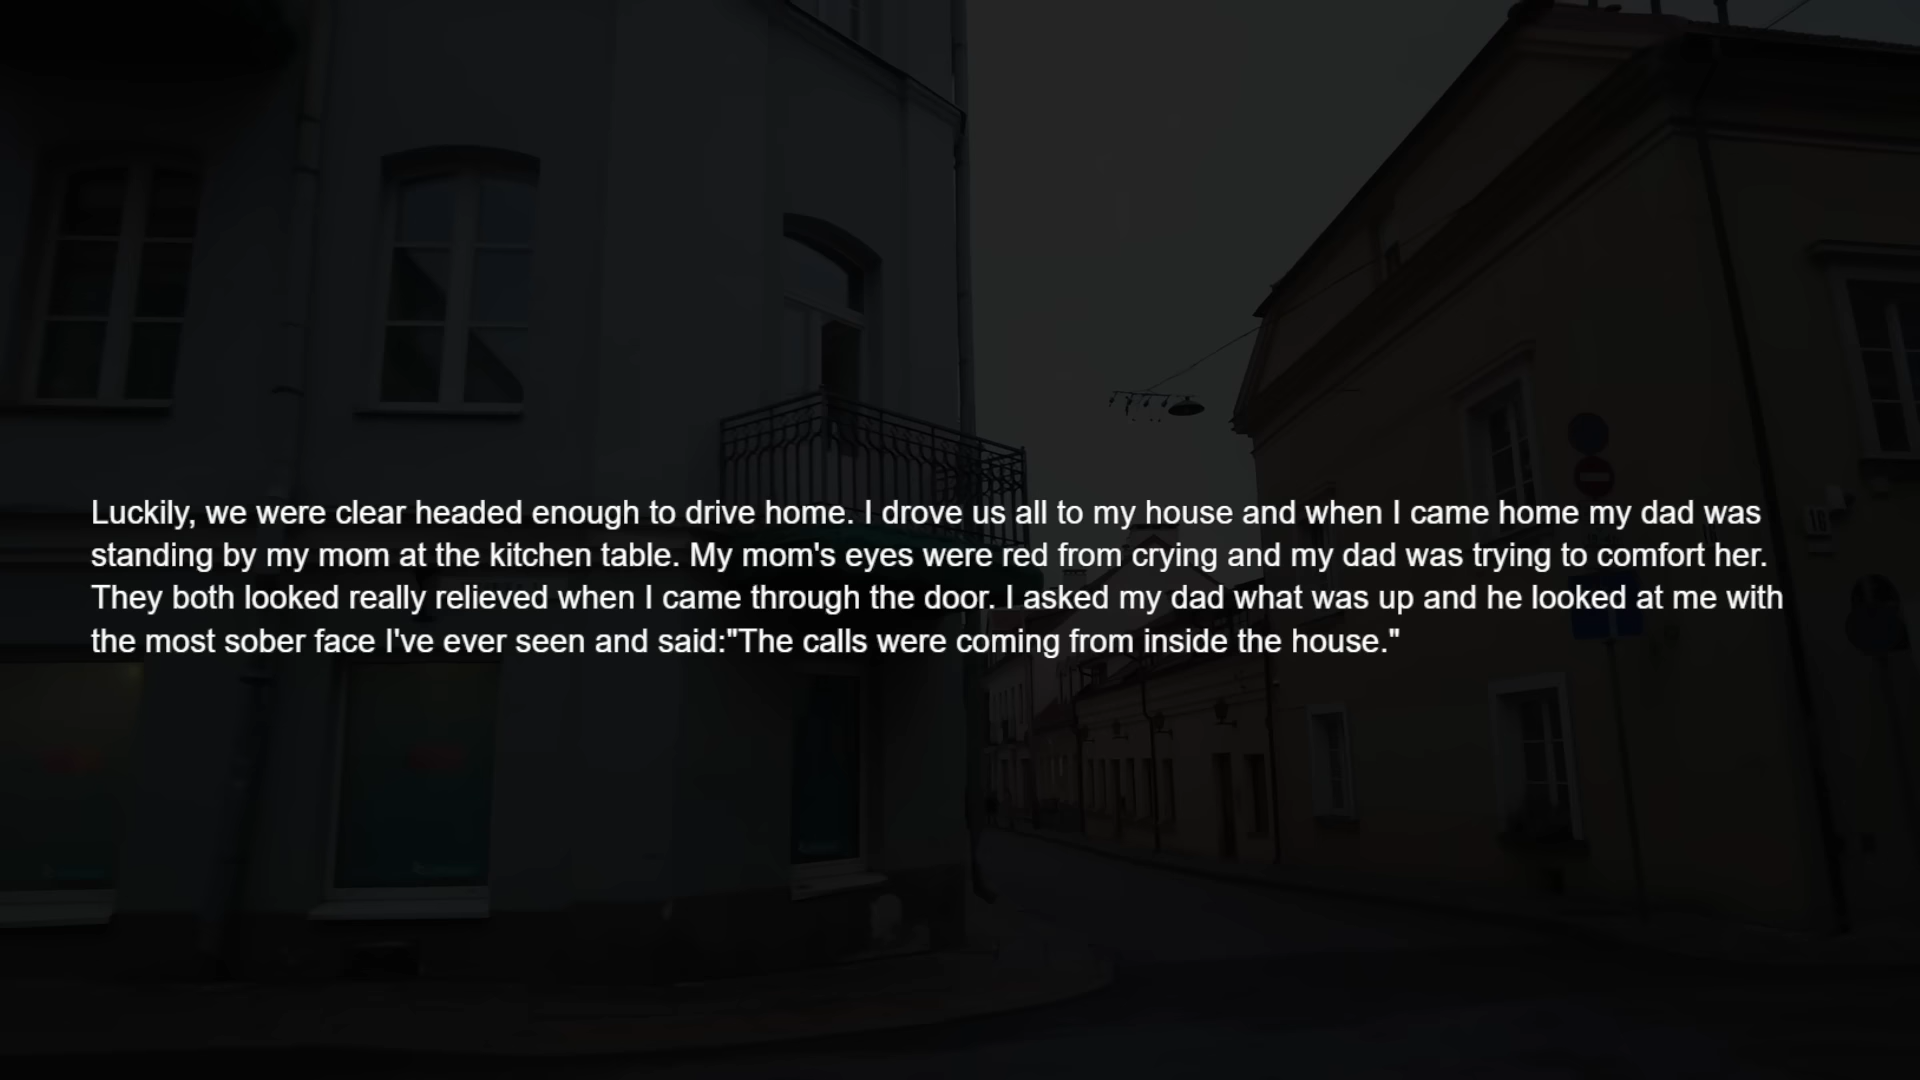 Luckily, we were clear headed enough to drive home. I drove us all to my house and when I came home my dad was
standing by my mom at the kitchen table. My mom's eyes were red from crying and my dad was trying to comfort her.
They both looked really relieved when I came through the door. I asked my dad what was up and he looked at me with
the most sober face I've ever seen and said:"The calls were coming from inside the house."
16